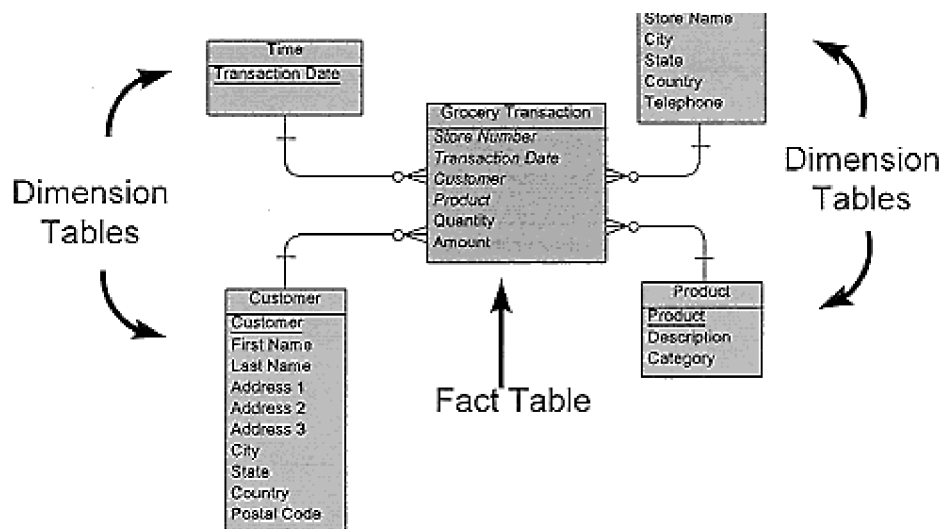 Time
Transaction Date
Store Name
City
State
Country
Telephone
Grocery Transaction
Store Number
Transaction Date
Customer
Product
Quantity
Amount
Dimension
Tables
Dimension
Tables
Customer
Customer
First Name
Last Name
Address 1
Address 2
Address 3
City
State
Country
Postal Code
Product
Product
Description
Category
Fact Table